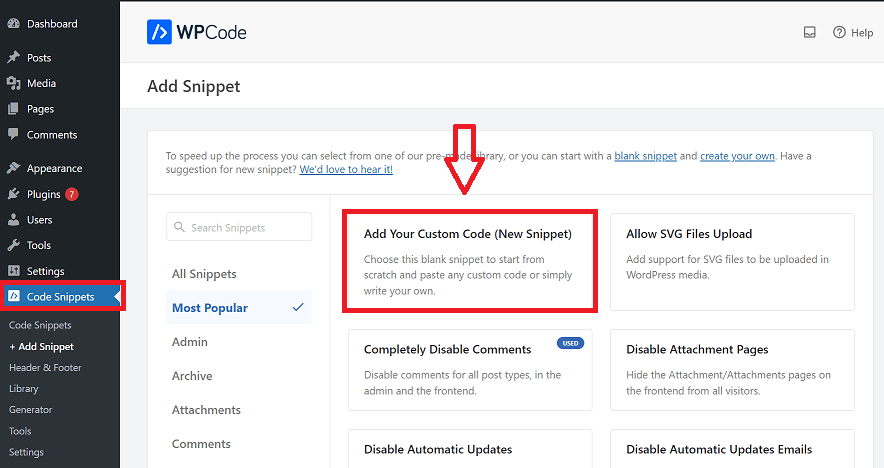 Dashboard
Posts
Media
Pages
Comments
Appearance
Plugins 7
Users
Tools
Settings
Code Snippets
Code Snippets
+ Add Snippet
Header & Footer
Library
Generator
Tools
Settings
WPCode
Help
Add Snippet
To speed up the process you can select from one of our pre-made library, or you can start with a blank snippet and create your own. Have a
suggestion for new snippet? We'd love to hear it!
Search Snippets
All Snippets
Most Popular
Admin
Archive
Attachments
Comments
Add Your Custom Code (New Snippet)
Choose this blank snippet to start from
scratch and paste any custom code or simply
write your own.
Allow SVG Files Upload
Add support for SVG files to be uploaded in
WordPress media.
Completely Disable Comments
USED
Disable comments for all post types, in the
admin and the frontend.
Disable Attachment Pages
Hide the Attachment/Attachments pages on
the frontend from all visitors.
Disable Automatic Updates
Disable Automatic Updates Emails